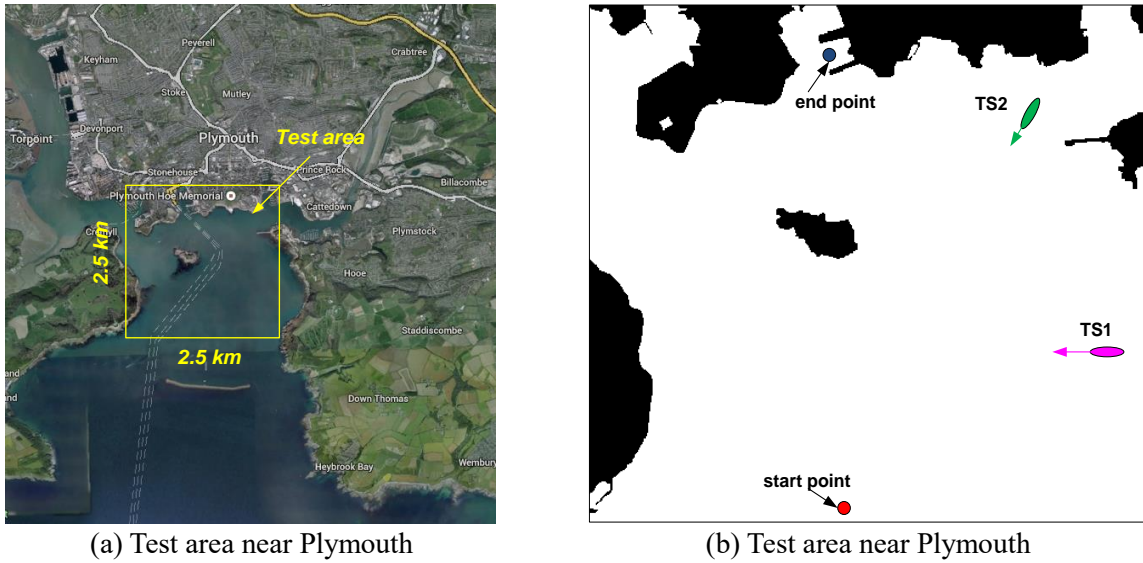 Peverell
Crabtree
Keyham
Stoke
Mutley
Devonport
Torpoint
Plymouth
Test area
Stonehouse
Prince Rock
Billacombe
Plymouth Hoe Memorial
Cattedown
Plymstock
2.5 km
Hooe
Staddiscombe
2.5 km
Down Thomas
Heybrook Bay
Wembury
(a) Test area near Plymouth
end point
TS2
TS1
start point
(b) Test area near Plymouth